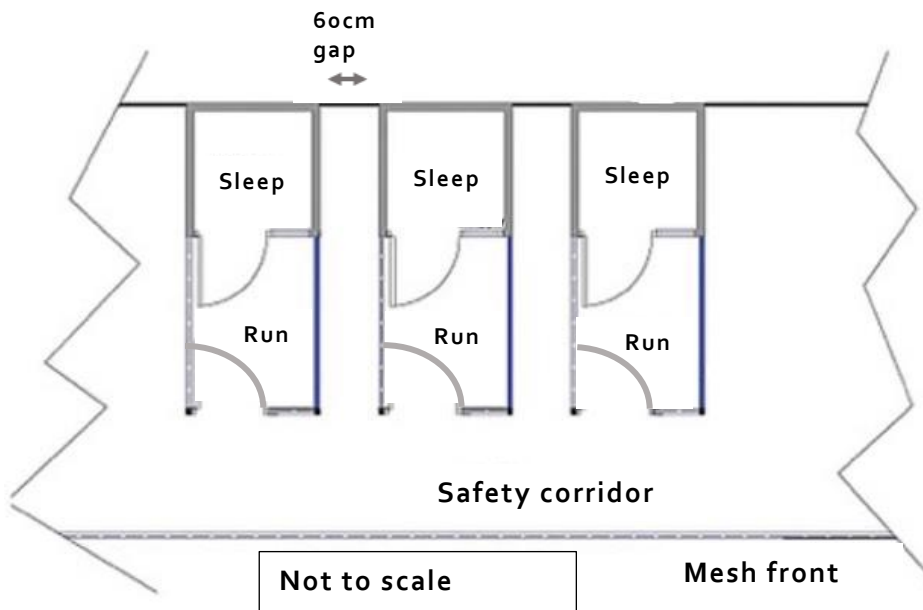 60cm
gap
Sleep
Sleep
Sleep
Run
Run
Run
Safety corridor
Not to scale
Mesh front